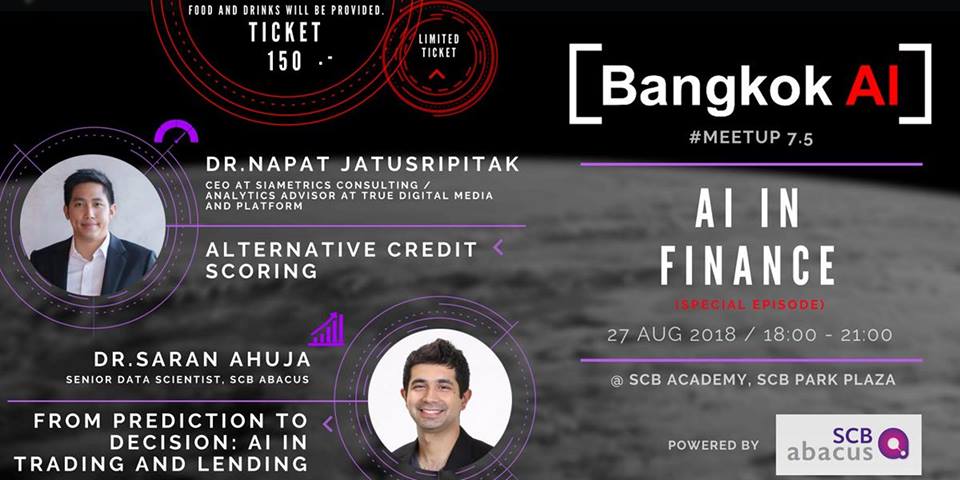 FOOD AND DRINKS WILL BE PROVIDED.
TICKET
150 .-
LIMITED
TICKET
[Bangkok AI]
#MEETUP 7.5
DR.NAPAT JATUSRIPITAK
CEO AT SIAMETRICS CONSULTING /
ANALYTICS ADVISOR AT TRUE DIGITAL MEDIA
AND PLATFORM
ALTERNATIVE CREDIT
SCORING
AI IN
FINANCE
(SPECIAL EPISODE)
27 AUG 2018 / 18:00 - 21:00
@ SCB ACADEMY, SCB PARK PLAZA
DR.SARAN AHUJA
SENIOR DATA SCIENTIST, SCB ABACUS
FROM PREDICTION TO
DECISION: AI IN
TRADING AND LENDING
POWERED BY
SCB
abacus